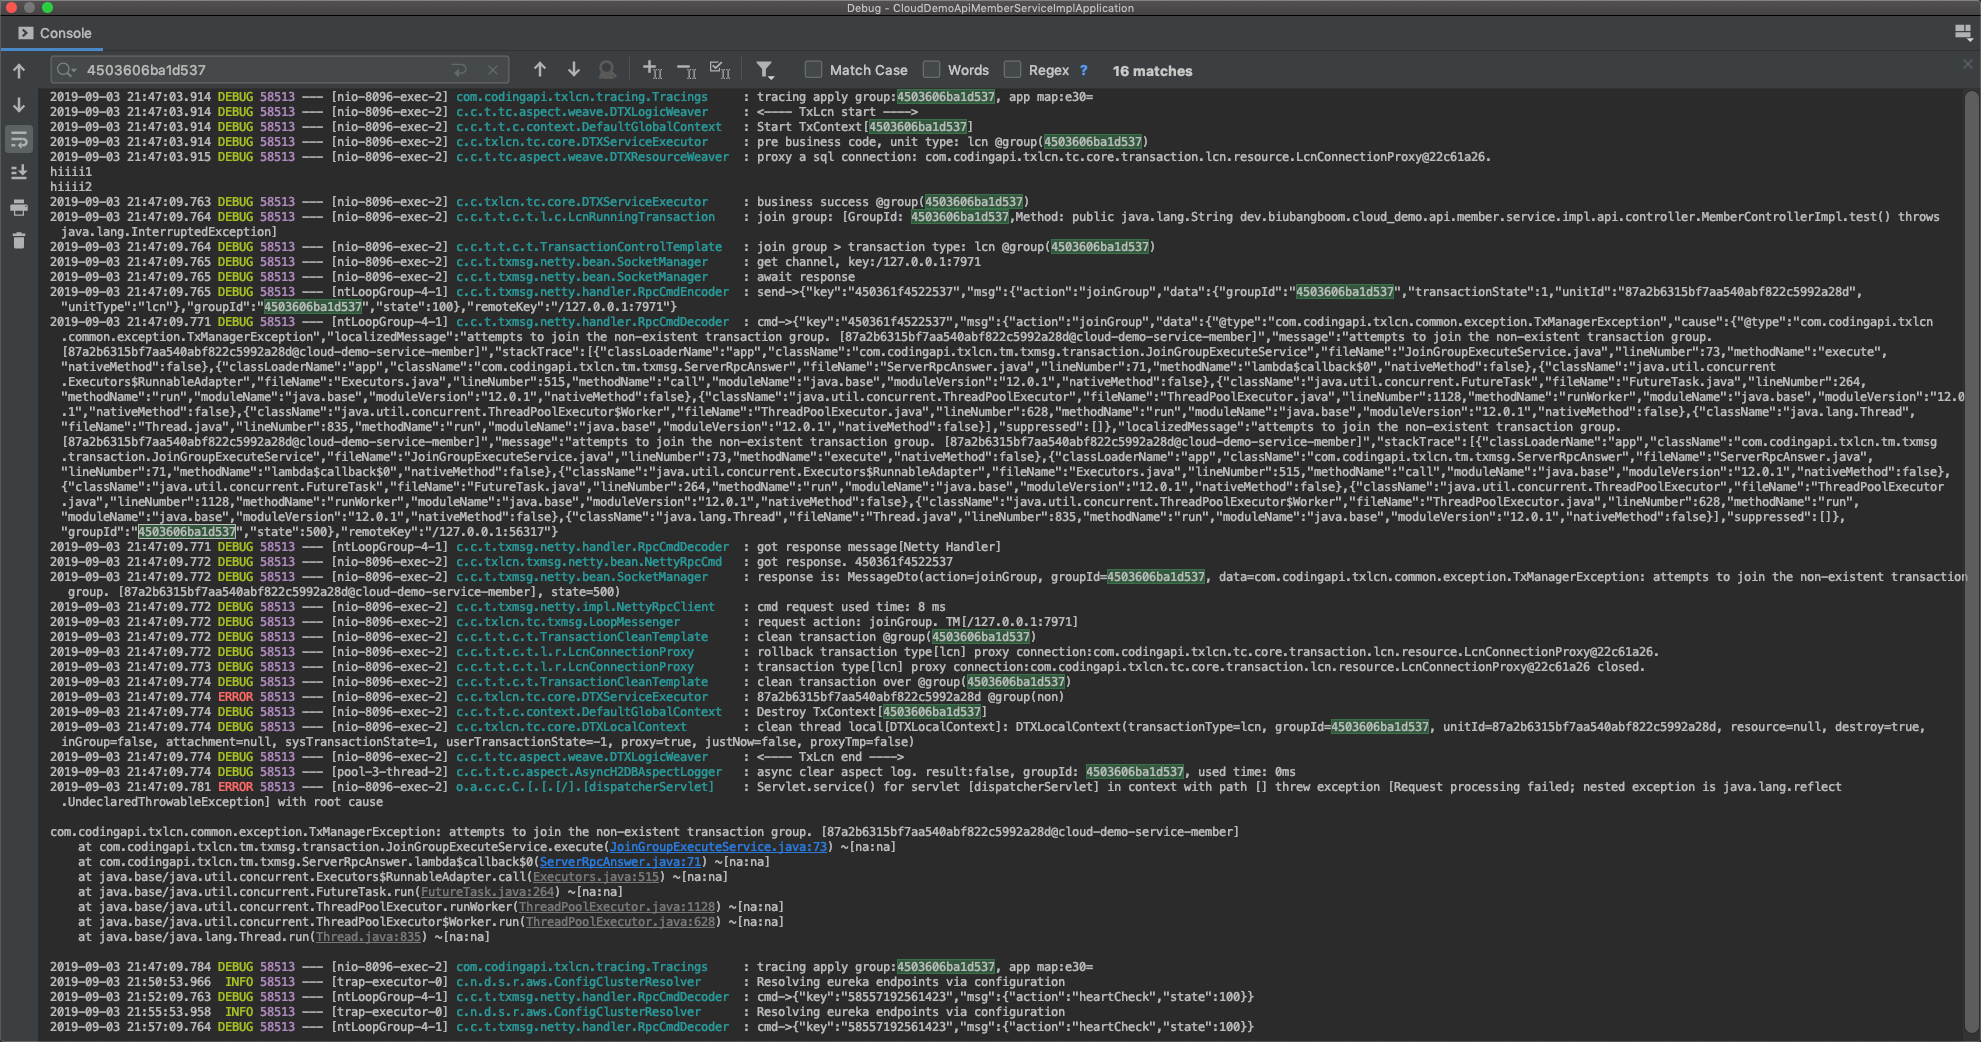 Debug - CloudDemoApiMemberServiceImplApplication
Console
4503606ba1d537
Match Case
Words
Regex
?
16 matches
2019-09-03 21:47:03.914 DEBUG 58513 --- [nio-8096-exec-2] com.codingapi.txlcn.tracing.Tracings : tracing apply group:4503606ba1d537, app map:e30=
2019-09-03 21:47:03.914 DEBUG 58513 --- [nio-8096-exec-2] c.c.t.tc.aspect.weave.DTXLogicWeaver : <---- TxLcn start ---->
2019-09-03 21:47:03.914 DEBUG 58513 --- [nio-8096-exec-2] c.c.t.t.c.context.DefaultGlobalContext : Start TxContext[4503606ba1d537]
2019-09-03 21:47:03.914 DEBUG 58513 --- [nio-8096-exec-2] c.c.txlcn.tc.core.DTXServiceExecutor : pre business code, unit type: lcn @group(4503606ba1d537)
2019-09-03 21:47:03.915 DEBUG 58513 --- [nio-8096-exec-2] c.c.t.tc.aspect.weave.DTXResourceWeaver : proxy a sql connection: com.codingapi.txlcn.tc.core.transaction.lcn.resource.LcnConnectionProxy@22c61a26.
hiiii1
hiiii2
2019-09-03 21:47:09.763 DEBUG 58513 --- [nio-8096-exec-2] c.c.txlcn.tc.core.DTXServiceExecutor : business success @group(4503606ba1d537)
2019-09-03 21:47:09.764 DEBUG 58513 --- [nio-8096-exec-2] c.c.t.t.c.t.l.c.LcnRunningTransaction : join group: [GroupId: 4503606ba1d537,Method: public java.lang.String dev.biubangboom.cloud_demo.api.member.service.impl.api.controller.MemberControllerImpl.test() throws
java.lang.InterruptedException]
2019-09-03 21:47:09.764 DEBUG 58513 --- [nio-8096-exec-2] c.c.t.t.c.t.TransactionControlTemplate : join group > transaction type: lcn @group(4503606ba1d537)
2019-09-03 21:47:09.765 DEBUG 58513 --- [nio-8096-exec-2] c.c.t.txmsg.netty.bean.SocketManager : get channel, key:/127.0.0.1:7971
2019-09-03 21:47:09.765 DEBUG 58513 --- [nio-8096-exec-2] c.c.t.txmsg.netty.bean.SocketManager : await response
2019-09-03 21:47:09.765 DEBUG 58513 --- [ntLoopGroup-4-1] c.c.t.txmsg.netty.handler.RpcCmdEncoder : send->{"key":"450361f4522537","msg":{"action":"joinGroup","data":{"groupId":"4503606ba1d537","transactionState":1,"unitId":"87a2b6315bf7aa540abf822c5992a28d",
"unitType":"lcn"},"groupId":"4503606ba1d537","state":100},"remoteKey":"/127.0.0.1:7971"}
2019-09-03 21:47:09.771 DEBUG 58513 --- [ntLoopGroup-4-1] c.c.t.txmsg.netty.handler.RpcCmdDecoder : cmd->{"key":"450361f4522537","msg":{"action":"joinGroup","data":{"@type":"com.codingapi.txlcn.common.exception.TxManagerException","cause":{"@type":"com.codingapi.txlcn
.common.exception.TxManagerException","localizedMessage":"attempts to join the non-existent transaction group. [87a2b6315bf7aa540abf822c5992a28d@cloud-demo-service-member]","message":"attempts to join the non-existent transaction group.
[87a2b6315bf7aa540abf822c5992a28d@cloud-demo-service-member]","stackTrace":[{"classLoaderName":"app","className":"com.codingapi.txlcn.tm.txmsg.transaction.JoinGroupExecuteService","fileName":"JoinGroupExecuteService.java","lineNumber":73,"methodName":"execute",
"nativeMethod":false},{"classLoaderName":"app","className":"com.codingapi.txlcn.tm.txmsg.ServerRpcAnswer","fileName":"ServerRpcAnswer.java","lineNumber":71,"methodName":"lambda$callback$0","nativeMethod":false},{"className":"java.util.concurrent
.Executors$RunnableAdapter","fileName":"Executors.java","lineNumber":515,"methodName":"call","moduleName":"java.base","moduleVersion":"12.0.1","nativeMethod":false},{"className":"java.util.concurrent.FutureTask","fileName":"FutureTask.java","lineNumber":264,
"methodName":"run","moduleName":"java.base","moduleVersion":"12.0.1","nativeMethod":false},{"className":"java.util.concurrent.ThreadPoolExecutor","fileName":"ThreadPoolExecutor.java","lineNumber":1128,"methodName":"runWorker","moduleName":"java.base","moduleVersion":"12.0
.1","nativeMethod":false},{"className":"java.util.concurrent.ThreadPoolExecutor$Worker","fileName":"ThreadPoolExecutor.java","lineNumber":628,"methodName":"run","moduleName":"java.base","moduleVersion":"12.0.1","nativeMethod":false},{"className":"java.lang.Thread",
"fileName":"Thread.java","lineNumber":835,"methodName":"run","moduleName":"java.base","moduleVersion":"12.0.1","nativeMethod":false}],"suppressed":[]},"localizedMessage":"attempts to join the non-existent transaction group.
[87a2b6315bf7aa540abf822c5992a28d@cloud-demo-service-member]","message":"attempts to join the non-existent transaction group. [87a2b6315bf7aa540abf822c5992a28d@cloud-demo-service-member]","stackTrace":[{"classLoaderName":"app","className":"com.codingapi.txlcn.tm.txmsg
.transaction.JoinGroupExecuteService","fileName":"JoinGroupExecuteService.java","lineNumber":73,"methodName":"execute","nativeMethod":false},{"classLoaderName":"app","className":"com.codingapi.txlcn.tm.txmsg.ServerRpcAnswer","fileName":"ServerRpcAnswer.java",
"lineNumber":71,"methodName":"lambda$callback$0","nativeMethod":false},{"className":"java.util.concurrent.Executors$RunnableAdapter","fileName":"Executors.java","lineNumber":515,"methodName":"call","moduleName":"java.base","moduleVersion":"12.0.1","nativeMethod":false},
{"className":"java.util.concurrent.FutureTask","fileName":"FutureTask.java","lineNumber":264,"methodName":"run","moduleName":"java.base","moduleVersion":"12.0.1","nativeMethod":false},{"className":"java.util.concurrent.ThreadPoolExecutor","fileName":"ThreadPoolExecutor
.java","lineNumber":1128,"methodName":"runWorker","moduleName":"java.base","moduleVersion":"12.0.1","nativeMethod":false},{"className":"java.util.concurrent.ThreadPoolExecutor$Worker","fileName":"ThreadPoolExecutor.java","lineNumber":628,"methodName":"run",
"moduleName":"java.base","moduleVersion":"12.0.1","nativeMethod":false},{"className":"java.lang.Thread","fileName":"Thread.java","lineNumber":835,"methodName":"run","moduleName":"java.base","moduleVersion":"12.0.1","nativeMethod":false}],"suppressed":[]},
"groupId":"4503606ba1d537","state":500},"remoteKey":"/127.0.0.1:56317"}
2019-09-03 21:47:09.771 DEBUG 58513 --- [ntLoopGroup-4-1] c.c.t.txmsg.netty.handler.RpcCmdDecoder : got response message[Netty Handler]
2019-09-03 21:47:09.772 DEBUG 58513 --- [ntLoopGroup-4-1] c.c.txlcn.txmsg.netty.bean.NettyRpcCmd : got response. 450361f4522537
2019-09-03 21:47:09.772 DEBUG 58513 --- [nio-8096-exec-2] c.c.t.txmsg.netty.bean.SocketManager : response is: MessageDto(action=joinGroup, groupId=4503606ba1d537, data=com.codingapi.txlcn.common.exception.TxManagerException: attempts to join the non-existent transaction
group. [87a2b6315bf7aa540abf822c5992a28d@cloud-demo-service-member], state=500)
2019-09-03 21:47:09.772 DEBUG 58513 --- [nio-8096-exec-2] c.c.t.txmsg.netty.impl.NettyRpcClient : cmd request used time: 8 ms
2019-09-03 21:47:09.772 DEBUG 58513 --- [nio-8096-exec-2] c.c.txlcn.tc.txmsg.LoopMessenger : request action: joinGroup. TM[/127.0.0.1:7971]
2019-09-03 21:47:09.772 DEBUG 58513 --- [nio-8096-exec-2] c.c.t.t.c.t.TransactionCleanTemplate : clean transaction @group(4503606ba1d537)
2019-09-03 21:47:09.772 DEBUG 58513 --- [nio-8096-exec-2] c.c.t.t.c.t.l.r.LcnConnectionProxy : rollback transaction type[lcn] proxy connection:com.codingapi.txlcn.tc.core.transaction.lcn.resource.LcnConnectionProxy@22c61a26.
2019-09-03 21:47:09.773 DEBUG 58513 --- [nio-8096-exec-2] c.c.t.t.c.t.l.r.LcnConnectionProxy : transaction type[lcn] proxy connection:com.codingapi.txlcn.tc.core.transaction.lcn.resource.LcnConnectionProxy@22c61a26 closed.
2019-09-03 21:47:09.774 DEBUG 58513 --- [nio-8096-exec-2] c.c.t.t.c.t.TransactionCleanTemplate : clean transaction over @group(4503606ba1d537)
2019-09-03 21:47:09.774 ERROR 58513 --- [nio-8096-exec-2] c.c.txlcn.tc.core.DTXServiceExecutor : 87a2b6315bf7aa540abf822c5992a28d @group(non)
2019-09-03 21:47:09.774 DEBUG 58513 --- [nio-8096-exec-2] c.c.t.t.c.context.DefaultGlobalContext : Destroy TxContext[4503606ba1d537]
2019-09-03 21:47:09.774 DEBUG 58513 --- [nio-8096-exec-2] c.c.txlcn.tc.core.DTXLocalContext : clean thread local[DTXLocalContext]: DTXLocalContext(transactionType=lcn, groupId=4503606ba1d537, unitId=87a2b6315bf7aa540abf822c5992a28d, resource=null, destroy=true,
inGroup=false, attachment=null, sysTransactionState=1, userTransactionState=-1, proxy=true, justNow=false, proxyTmp=false)
2019-09-03 21:47:09.774 DEBUG 58513 --- [nio-8096-exec-2] c.c.t.tc.aspect.weave.DTXLogicWeaver : <---- TxLcn end ---->
2019-09-03 21:47:09.774 DEBUG 58513 --- [pool-3-thread-2] c.c.t.t.c.aspect.AsyncH2DBAspectLogger : async clear aspect log. result:false, groupId: 4503606ba1d537, used time: 0ms
2019-09-03 21:47:09.781 ERROR 58513 --- [nio-8096-exec-2] o.a.c.c.C.[.[.[/].[dispatcherServlet] : Servlet.service() for servlet [dispatcherServlet] in context with path [] threw exception [Request processing failed; nested exception is java.lang.reflect
.UndeclaredThrowableException] with root cause
com.codingapi.txlcn.common.exception.TxManagerException: attempts to join the non-existent transaction group. [87a2b6315bf7aa540abf822c5992a28d@cloud-demo-service-member]
at com.codingapi.txlcn.tm.txmsg.transaction.JoinGroupExecuteService.execute(JoinGroupExecuteService.java:73) ~[na:na]
at com.codingapi.txlcn.tm.txmsg.ServerRpcAnswer.lambda$callback$0(ServerRpcAnswer.java:71) ~[na:na]
at java.base/java.util.concurrent.Executors$RunnableAdapter.call(Executors.java:515) ~[na:na]
at java.base/java.util.concurrent.FutureTask.run(FutureTask.java:264) ~[na:na]
at java.base/java.util.concurrent.ThreadPoolExecutor.runWorker(ThreadPoolExecutor.java:1128) ~[na:na]
at java.base/java.util.concurrent.ThreadPoolExecutor$Worker.run(ThreadPoolExecutor.java:628) ~[na:na]
at java.base/java.lang.Thread.run(Thread.java:835) ~[na:na]
2019-09-03 21:47:09.784 DEBUG 58513 --- [nio-8096-exec-2] com.codingapi.txlcn.tracing.Tracings : tracing apply group:4503606ba1d537, app map:e30=
2019-09-03 21:50:53.966 INFO 58513 --- [trap-executor-0] c.n.d.s.r.aws.ConfigClusterResolver : Resolving eureka endpoints via configuration
2019-09-03 21:52:09.763 DEBUG 58513 --- [ntLoopGroup-4-1] c.c.t.txmsg.netty.handler.RpcCmdDecoder : cmd->{"key":"58557192561423","msg":{"action":"heartCheck","state":100}}
2019-09-03 21:55:53.958 INFO 58513 --- [trap-executor-0] c.n.d.s.r.aws.ConfigClusterResolver : Resolving eureka endpoints via configuration
2019-09-03 21:57:09.764 DEBUG 58513 --- [ntLoopGroup-4-1] c.c.t.txmsg.netty.handler.RpcCmdDecoder : cmd->{"key":"58557192561423","msg":{"action":"heartCheck","state":100}}